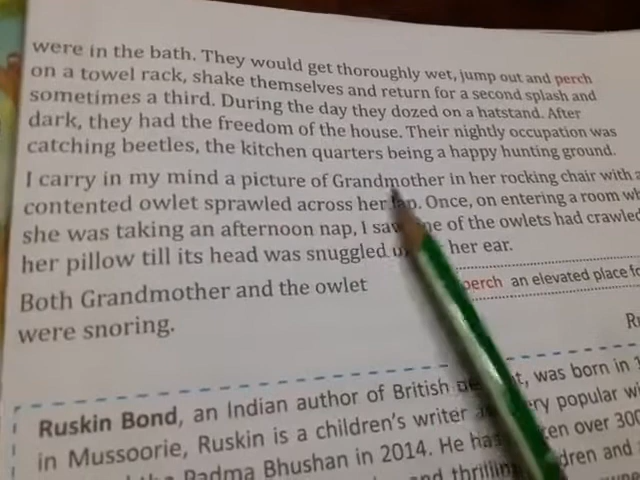 were in the bath. They would get thoroughly wet, jump out and perch
on a towel rack, shake themselves and return for a second splash and
sometimes a third. During the day they dozed on a hatstand. After
dark, they had the freedom of the house. Their nightly occupation was
catching beetles, the kitchen quarters being a happy hunting ground.
I carry in my mind a picture of Grandmother in her rocking chair with a
contented owlet sprawled across her lap. Once, on entering a room
she was taking an afternoon nap, I saw one of the owlets had crawled
her pillow till its head was snuggled her ear.
Both Grandmother and the owlet
were snoring.
perch an elevated place
Ruskin Bond, an Indian author of British was born in
in Mussoorie, Ruskin is a children's writer popular
Padma Bhushan in 2014. He has over 300
and